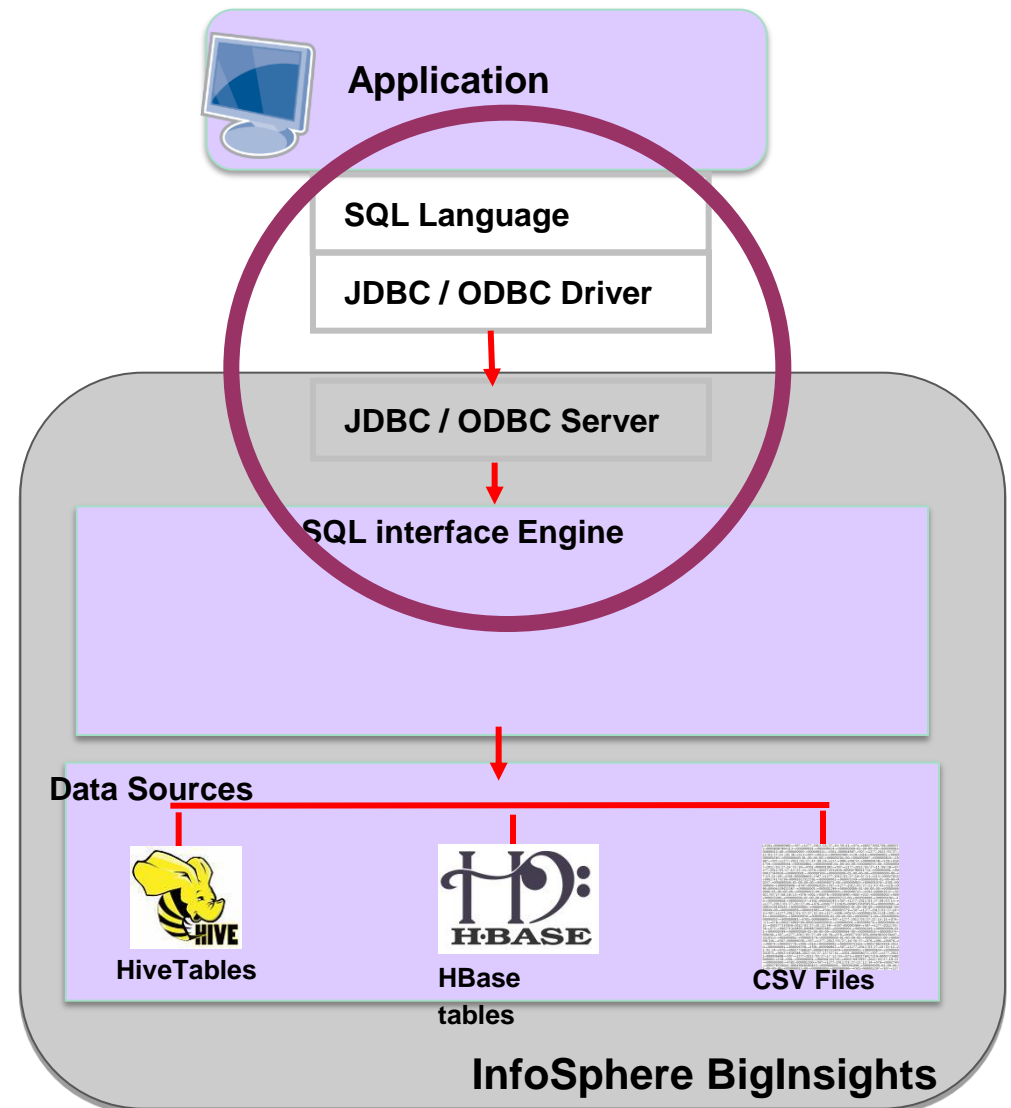 Application
SQL Language
JDBC / ODBC Driver
JDBC / ODBC Server
SQL interface Engine
Data Sources
HIVE
H·BASE
HiveTables
HBase
tables
CSV Files
InfoSphere BigInsights